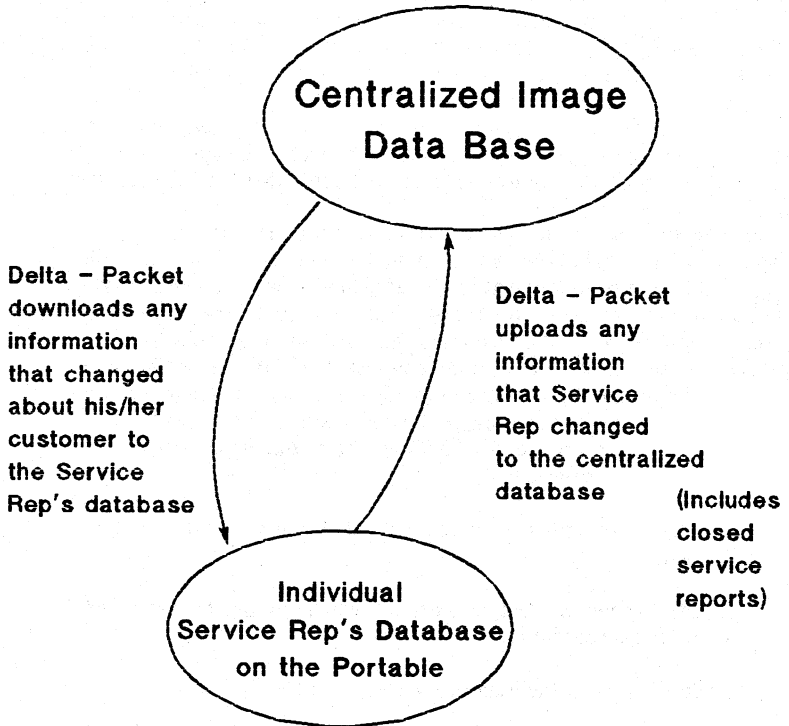 Centralized Image
Data Base
Delta - Packet
downloads any
information
that changed
about his/her
customer to
the Service
Rep's database
Delta - Packet
uploads any
information
that Service
Rep changed
to the centralized
database
(Includes
closed
service
reports)
Individual
Service Rep's Database
on the Portable